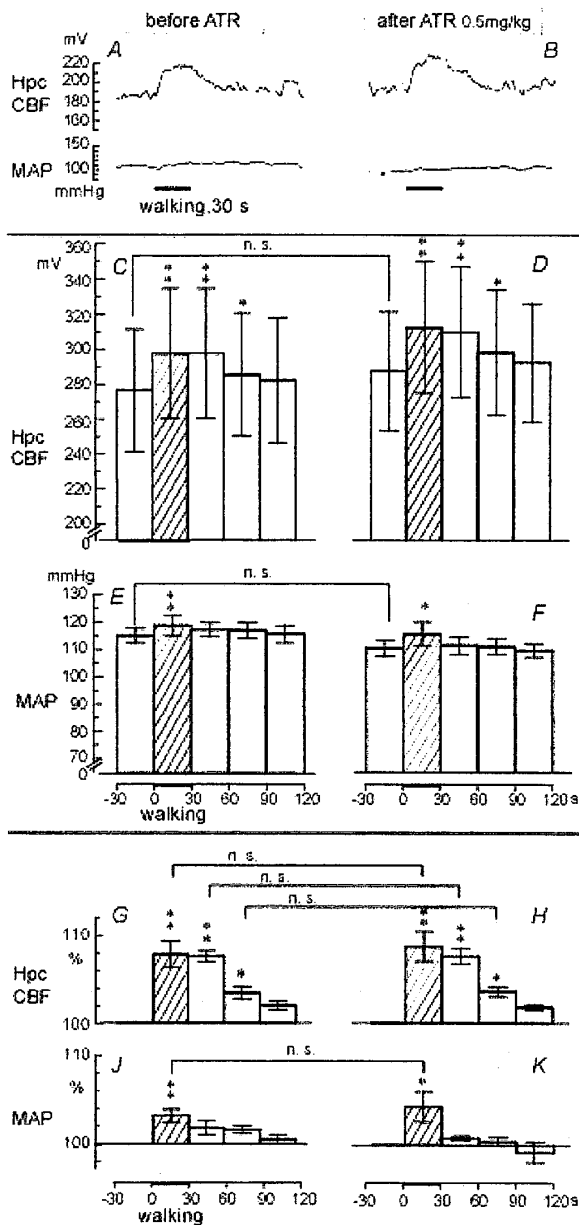 before ATR
after ATR 0.5mg/kg
mV
A
B
220
200
180
Hpc
CBF
150
100
MAP
mmHg
walking,30 s
mV
360
n. s.
C
**
**
*
D
**
**
*
340
320
300
280
260
240
220
200
0
Hpc
CBF
mmHg
n. s.
130
E
**
F
*
120
110
100
90
80
70
0
MAP
-30 0 30 60 90 120
-30 0 30 60 90 120 s
walking
n. s.
n. s.
n. s.
G
**
**
*
H
**
**
*
110
%
100
Hpc
CBF
n. s.
J
**
K
*
110
%
100
MAP
-30 0 30 60 90 120
-30 0 30 60 90 120s
walking